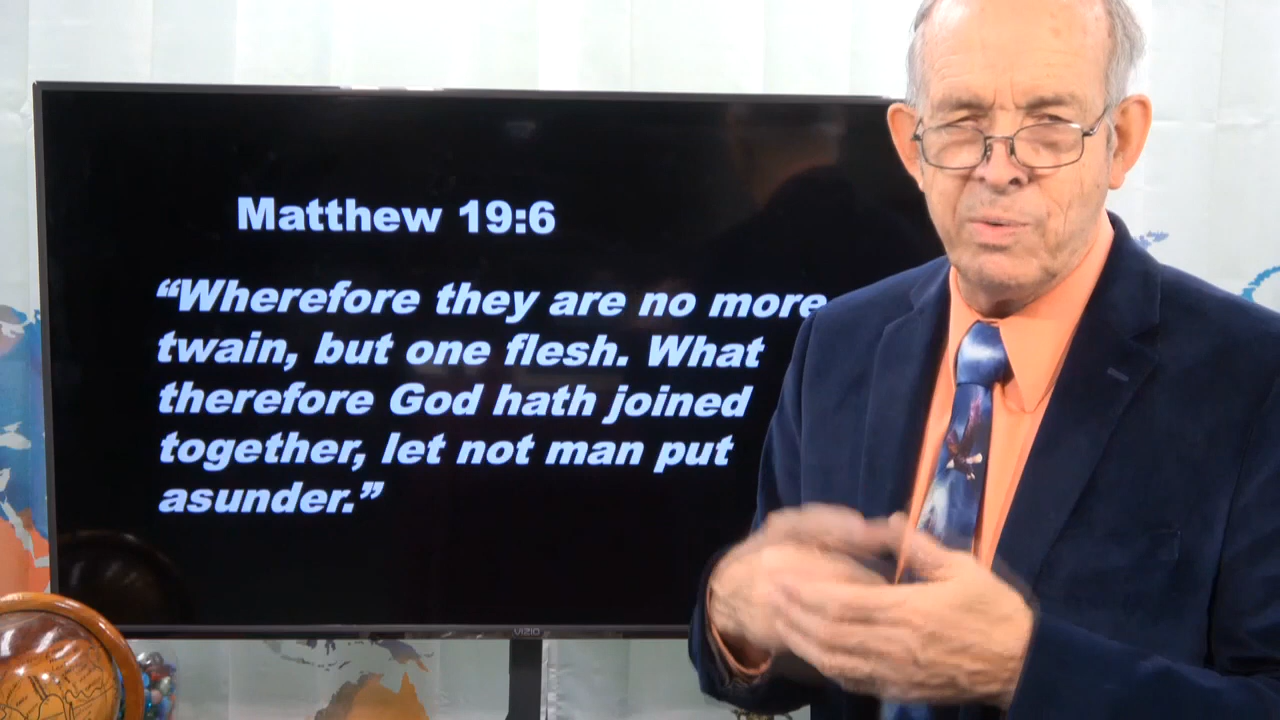 Matthew 19:6
“Wherefore they are no more
twain, but one flesh. What
therefore God hath joined
together, let not man put
asunder.”
VIZIO